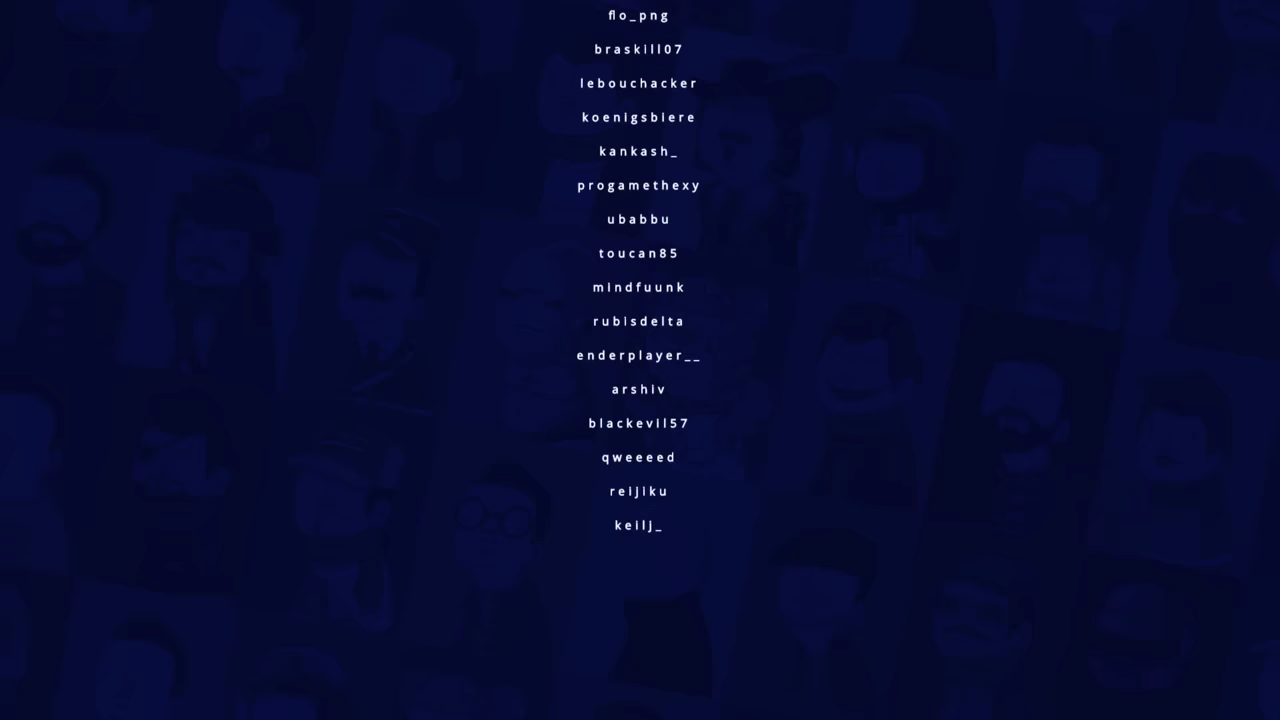 flo_png
braskill07
lebouchacker
koenigsbiere
kankash_
progamethexy
ubabbu
toucan85
mindfuunk
rubisdelta
enderplayer__
arshiv
blackevil57
qweeeed
reijiku
keilj_